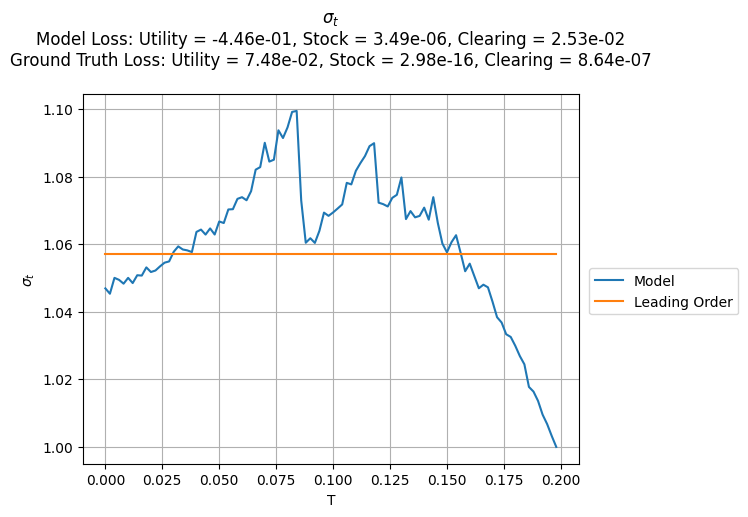 σt
Model Loss: Utility = -4.46e-01, Stock = 3.49e-06, Clearing = 2.53e-02
Ground Truth Loss: Utility = 7.48e-02, Stock = 2.98e-16, Clearing = 8.64e-07
1.10
1.08
1.06
1.04
1.02
1.00
σt
0.000 0.025 0.050 0.075 0.100 0.125 0.150 0.175 0.200
T
Model
Leading Order